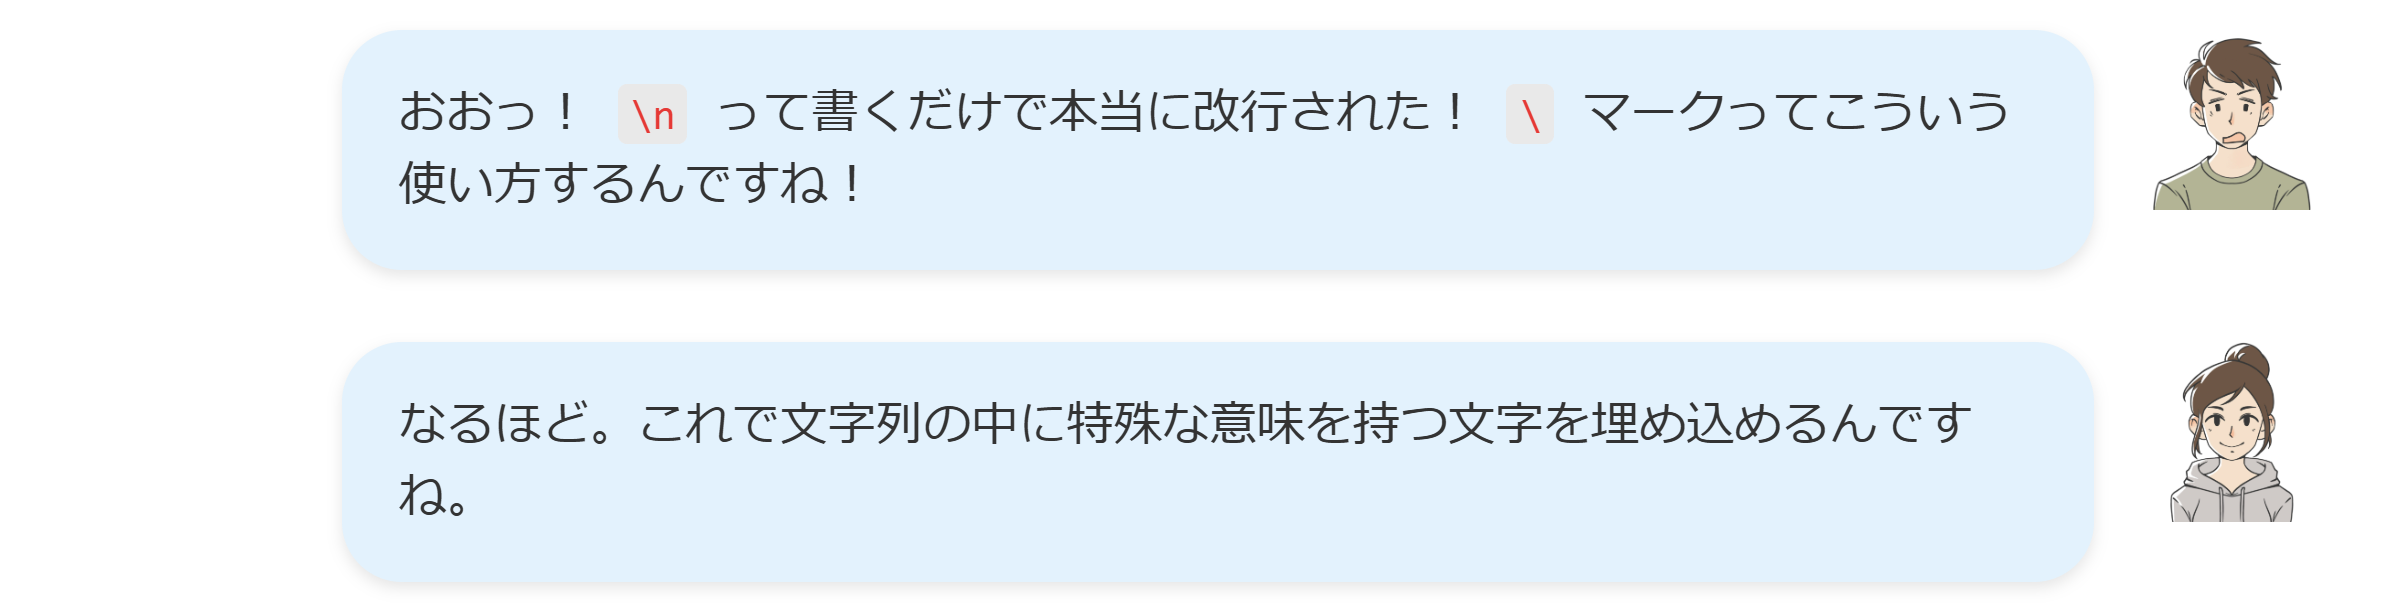 おおっ！ \n って書くだけで本当に改行された！ \ マークってこういう
使い方するんですね！
なるほど。これで文字列の中に特殊な意味を持つ文字を埋め込めるんです
ね。